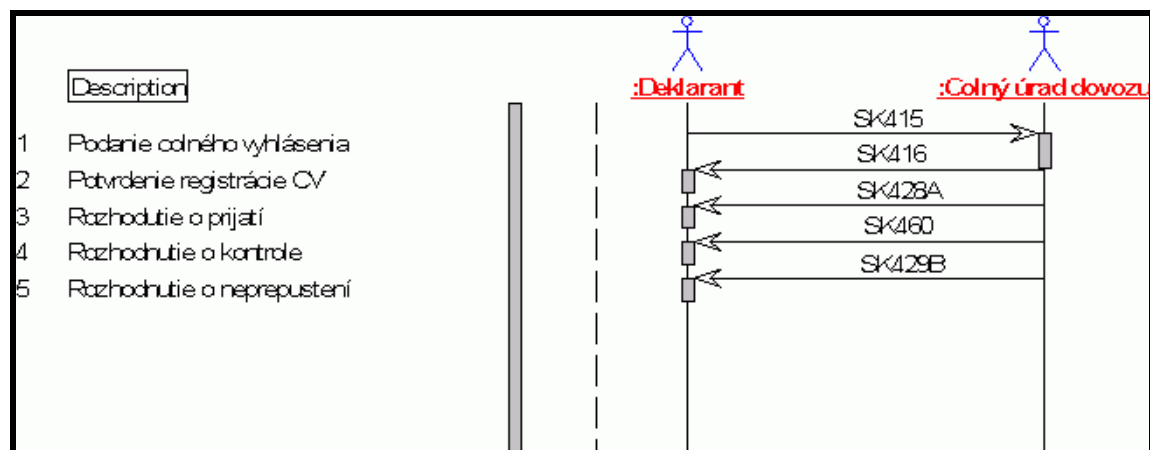 :Deklarant :Colný úrad dovozu
Description
SK415
1 Podanie colného vyhlásenia
SK416
2 Potvrdenie registrácie CV
SK428A
3 Rozhodutie o prijatí
SK460
4 Rozhodnutie o kontrole
SK429B
5 Rozhodnutie o neprepustení